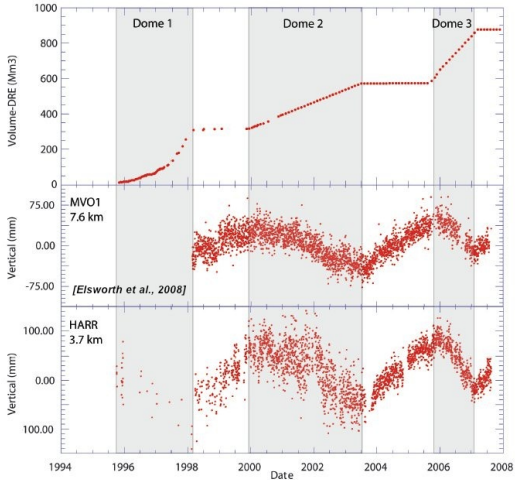 Dome 1
Dome 2
Dome 3
1000
800
600
400
200
0
Volume-DRE (Mm3)
MVO1
7.6 km
75.00
0.00
-75.00
Vertical (mm)
[Elsworth et al., 2008]
HARR
3.7 km
100.00
0.00
100.00
Vertical (mm)
1994
1996
1998
2000
2002
2004
2006
2008
Date